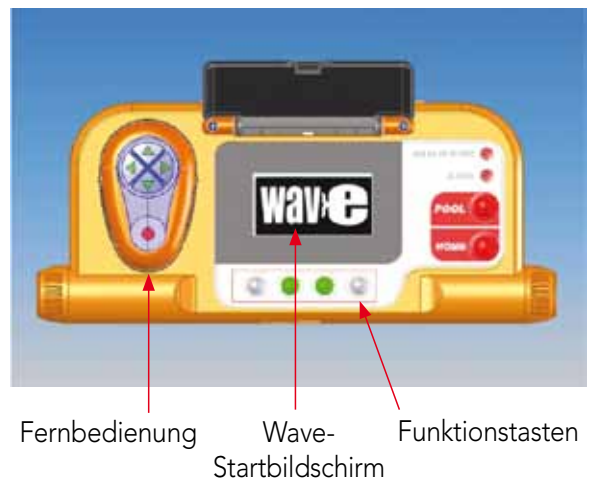 wave
POOL
HOME
Fernbedienung
Wave-
Startbildschirm
Funktionstasten